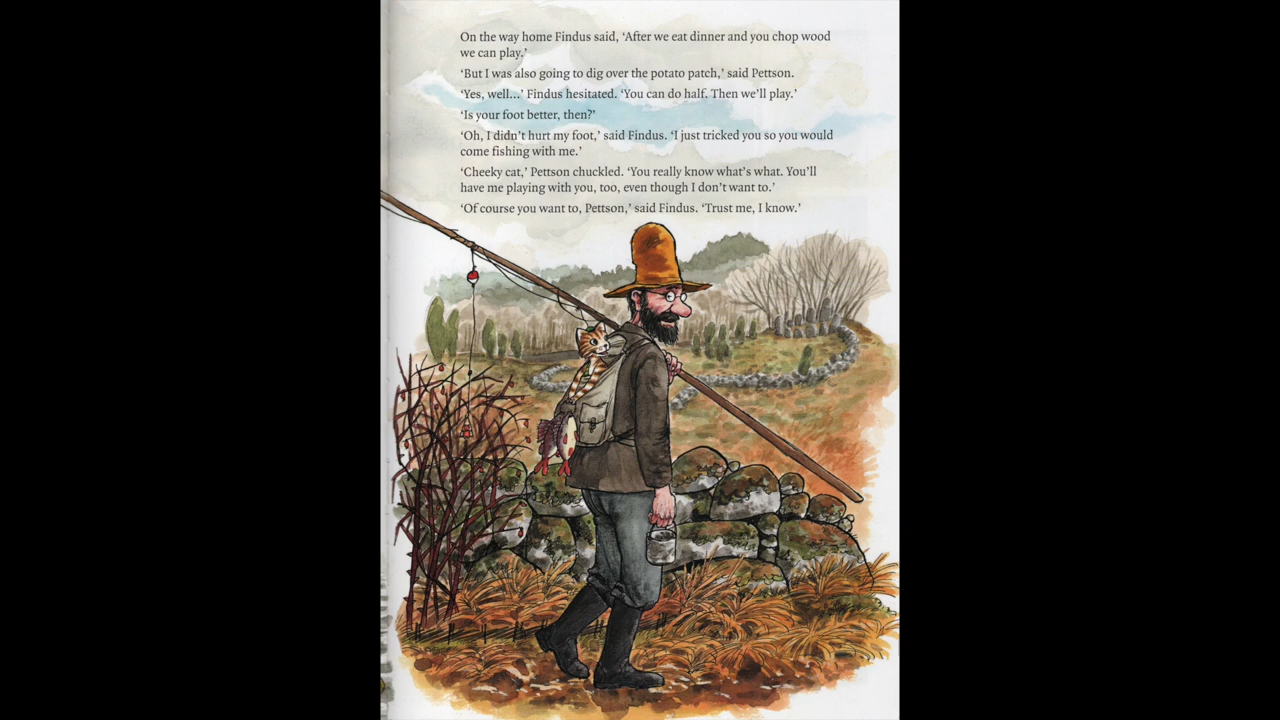 On the way home Findus said, ‘After we eat dinner and you chop wood
we can play.’
‘But I was also going to dig over the potato patch,’ said Pettson.
‘Yes, well...’ Findus hesitated. ‘You can do half. Then we’ll play.’
‘Is your foot better, then?’
‘Oh, I didn’t hurt my foot,’ said Findus. ‘I just tricked you so you would
come fishing with me.’
‘Cheeky cat,’ Pettson chuckled. ‘You really know what’s what. You’ll
have me playing with you, too, even though I don’t want to.’
‘Of course you want to, Pettson,’ said Findus. ‘Trust me, I know.’